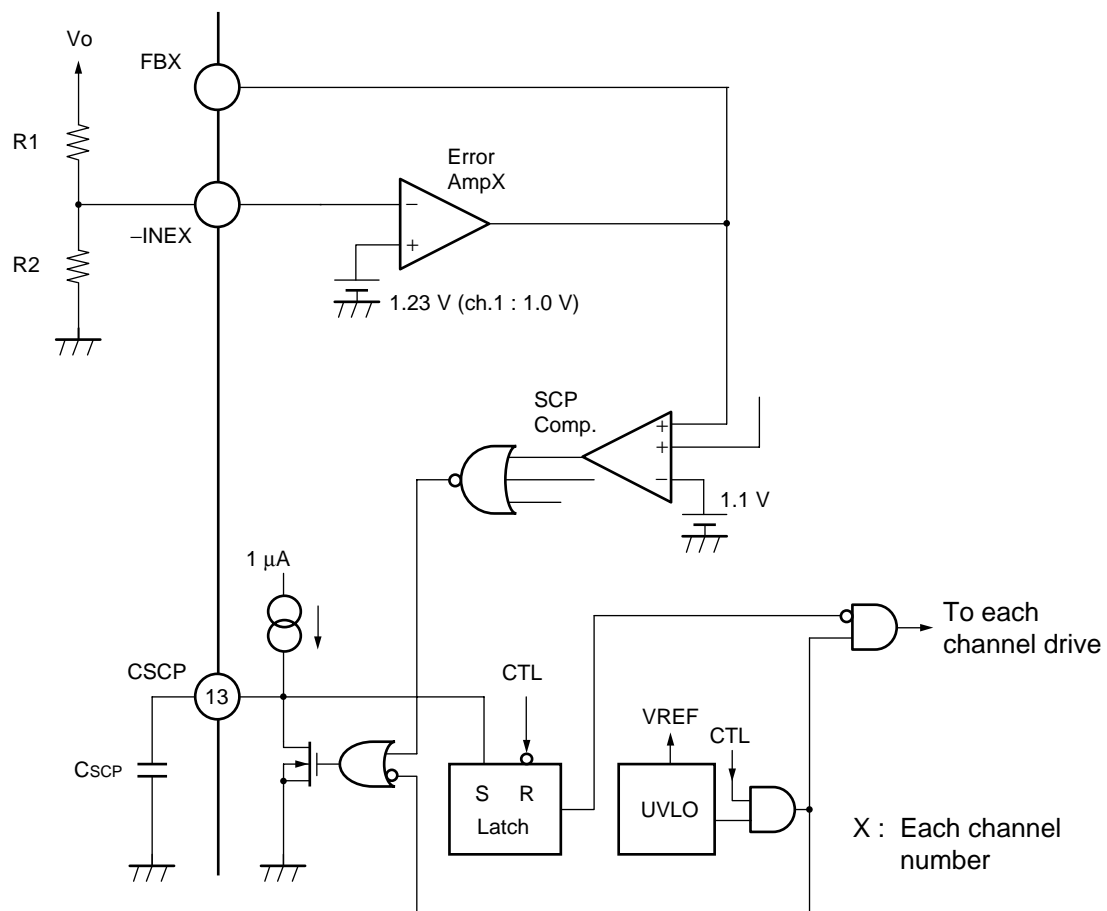 Vo
FBX
R1
Error
AmpX
−
−INEX
+
R2
1.23 V (ch.1 : 1.0 V)
SCP
Comp.
+
+
−
1.1 V
1 μA
To each
channel drive
CSCP
13
CTL
VREF
CTL
CSCP
S R
Latch
UVLO
X : Each channel
number